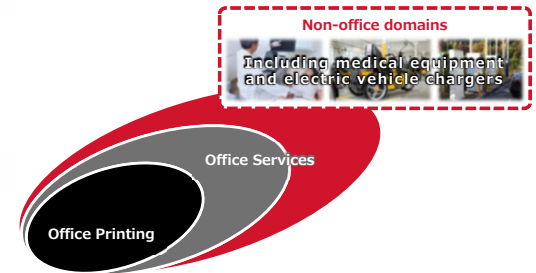 Non-office domains
Including medical equipment
and electric vehicle chargers
Office Services
Office Printing